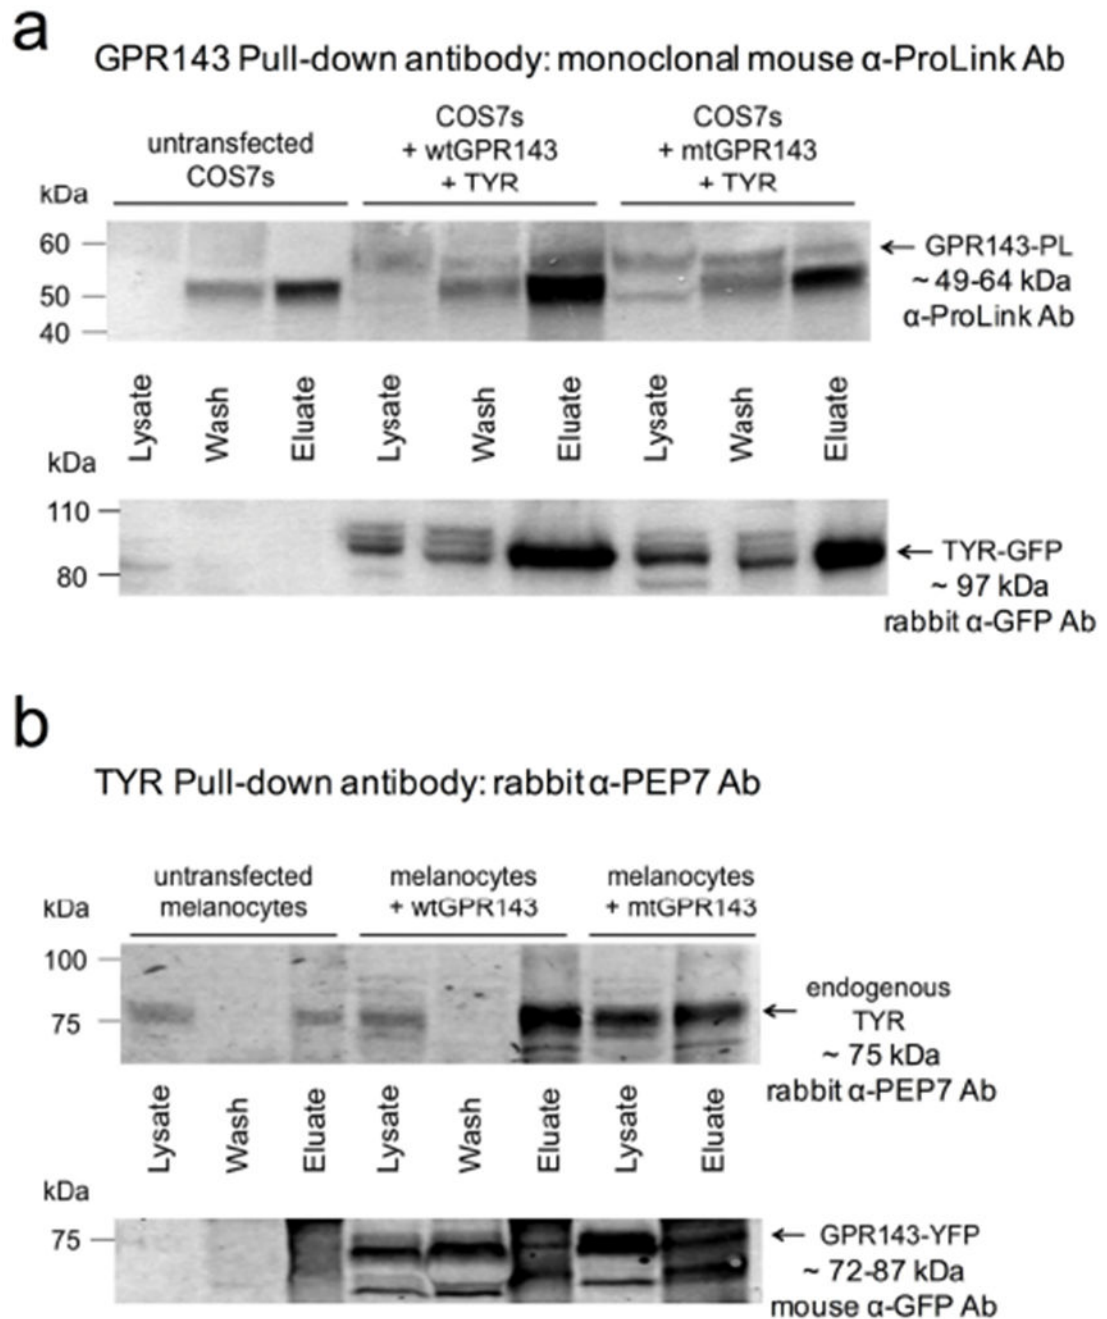 a
GPR143 Pull-down antibody: monoclonal mouse α-ProLink Ab
untransfected
COS7s
COS7s
+ wtGPR143
+ TYR
COS7s
+ mtGPR143
+ TYR
kDa
60
50
40
← GPR143-PL
~ 49-64 kDa
α-ProLink Ab
Lysate
Wash
Eluate
Lysate
Wash
Eluate
Lysate
Wash
Eluate
kDa
110
80
← TYR-GFP
~ 97 kDa
rabbit α-GFP Ab
b
TYR Pull-down antibody: rabbit α-PEP7 Ab
untransfected
melanocytes
melanocytes
+ wtGPR143
melanocytes
+ mtGPR143
kDa
100
75
← endogenous
TYR
~ 75 kDa
rabbit α-PEP7 Ab
Lysate
Wash
Eluate
Lysate
Wash
Eluate
Lysate
Eluate
kDa
75
← GPR143-YFP
~ 72-87 kDa
mouse α-GFP Ab